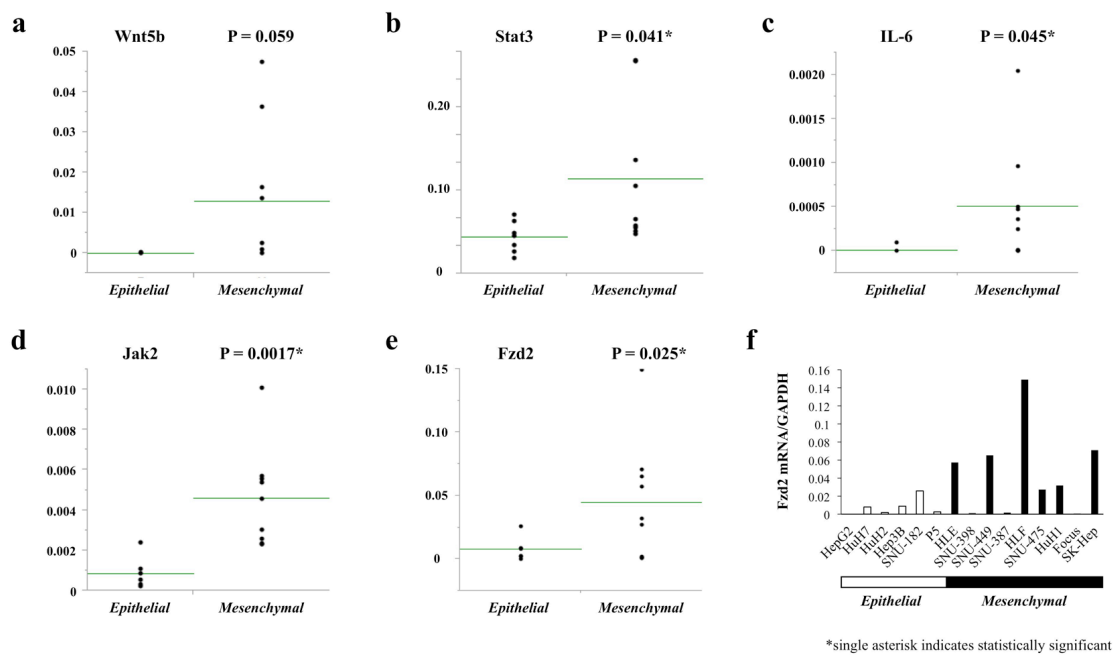 a
Wnt5b P = 0.059
0.05
0.04
0.03
0.02
0.01
0
Epithelial Mesenchymal
b
Stat3 P = 0.041*
0.20
0.10
0
Epithelial Mesenchymal
c
IL-6 P = 0.045*
0.0020
0.0015
0.0010
0.0005
0
Epithelial Mesenchymal
d
Jak2 P = 0.0017*
0.010
0.008
0.006
0.004
0.002
0
Epithelial Mesenchymal
e
Fzd2 P = 0.025*
0.15
0.10
0.05
0
Epithelial Mesenchymal
f
Fzd2 mRNA/GAPDH
0.16
0.14
0.12
0.1
0.08
0.06
0.04
0.02
0
HepG2
HuH7
HuH2
Hep3B
SNU-182
P5
HLE
SNU-398
SNU-449
SNU-387
HLF
SNU-475
HuH1
Focus
SK-Hep
Epithelial Mesenchymal
*single asterisk indicates statistically significant